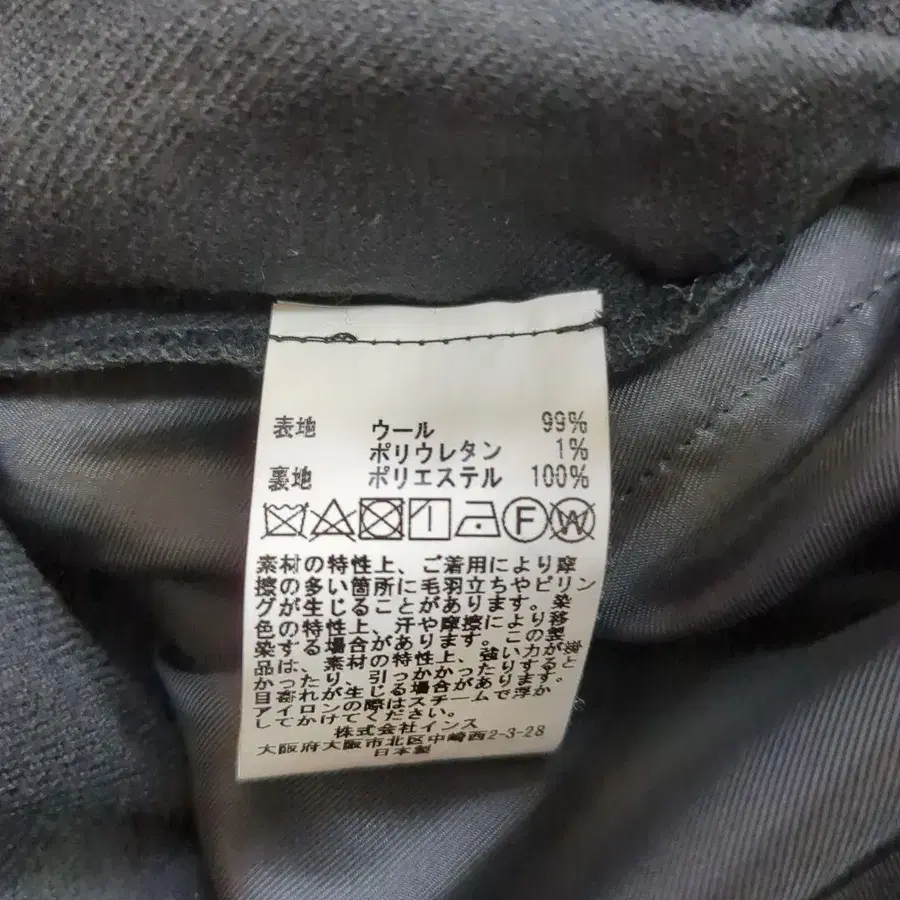 表地 ウール 99%
ポリウレタン 1%
裏地 ポリエステル 100%
F W
素材の特性上、ご着用により摩
擦の多い箇所に毛羽立ちやピリン
グが生じることがあります。染
色の特性上、汗や摩擦により移
染する場合があります。この製
品は、素材の特性上、強い力が掛
かったり、引っかかったりすると
目寄れが生じる場合があります。
アイロンの際はスチームで浮か
してかけてください。
株式会社インス
大阪府大阪市北区中崎西2-3-28
日本製